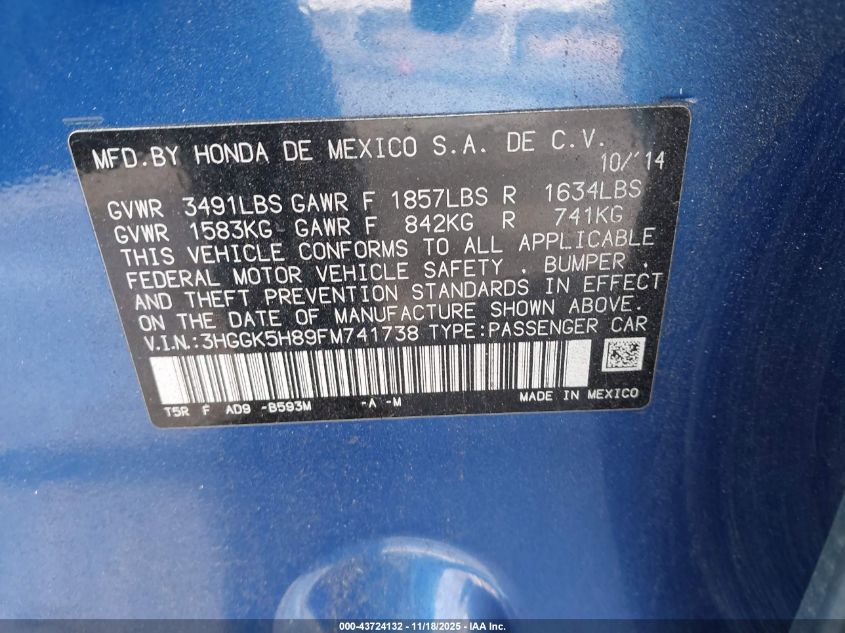 MFD.BY HONDA DE MEXICO S.A. DE C.V.
10/'14
GVWR 3491LBS GAWR F 1857LBS R 1634LBS
GVWR 1583KG GAWR F 842KG R 741KG
THIS VEHICLE CONFORMS TO ALL APPLICABLE
FEDERAL MOTOR VEHICLE SAFETY , BUMPER ,
AND THEFT PREVENTION STANDARDS IN EFFECT
ON THE DATE OF MANUFACTURE SHOWN ABOVE.
V.I.N.:3HGGK5H89FM741738 TYPE:PASSENGER CAR
T5R F AD9 -B593M -A -M
MADE IN MEXICO
000-43724132 - 11/18/2025 - IAA Inc.